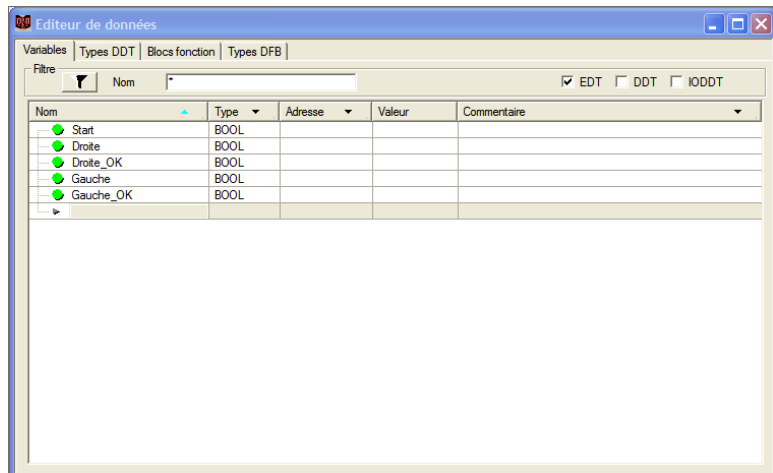 Editeur de données
Variables Types DDT Blocs fonction Types DFB
Filtre
Nom * EDT DDT IODDT
Nom Type Adresse Valeur Commentaire
Start BOOL
Droite BOOL
Droite_OK BOOL
Gauche BOOL
Gauche_OK BOOL